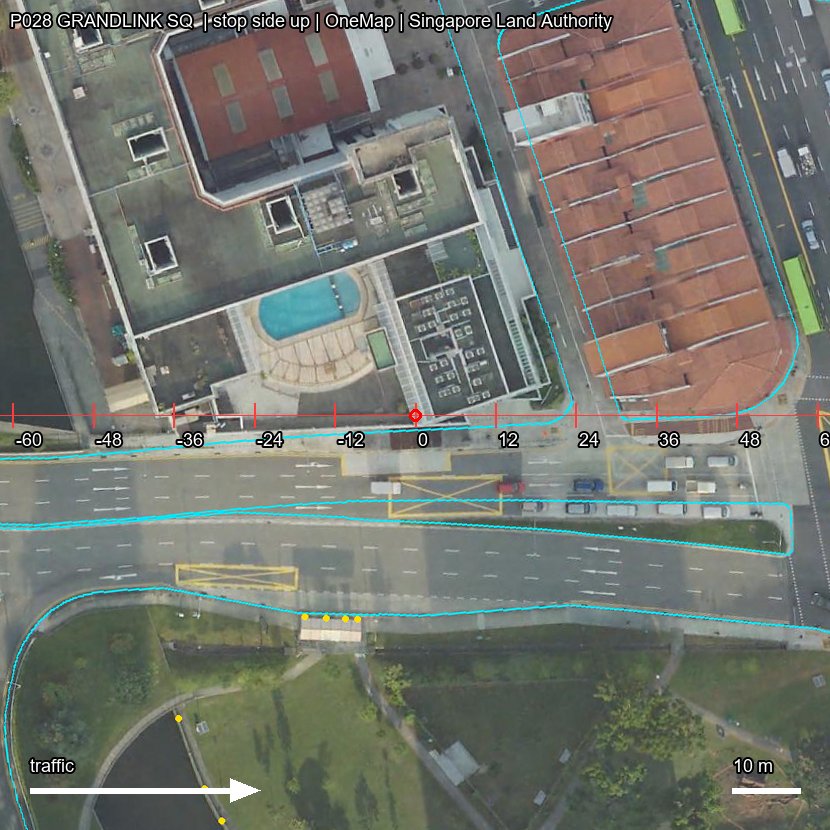 P028 GRANDLINK SQ | stop side up | OneMap | Singapore Land Authority
-60 -48 -36 -24 -12 0 12 24 36 48 6
traffic 10 m